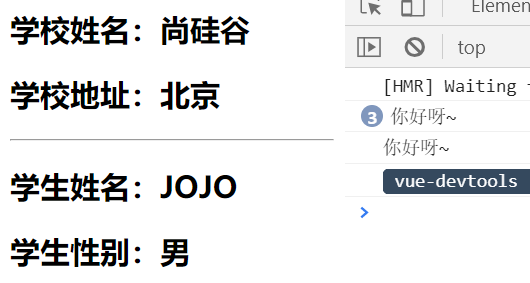 学校姓名：尚硅谷
学校地址：北京
学生姓名：JOJO
学生性别：男
Elemen
top
[HMR] Waiting
3 你好呀~
你好呀~
vue-devtools